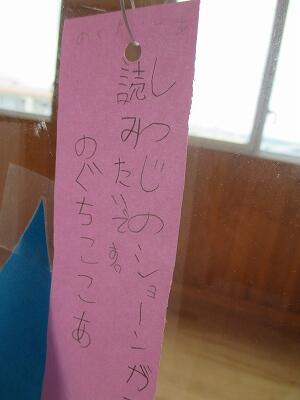 しつじのショーンが
読みたいです。
のぐちここあ